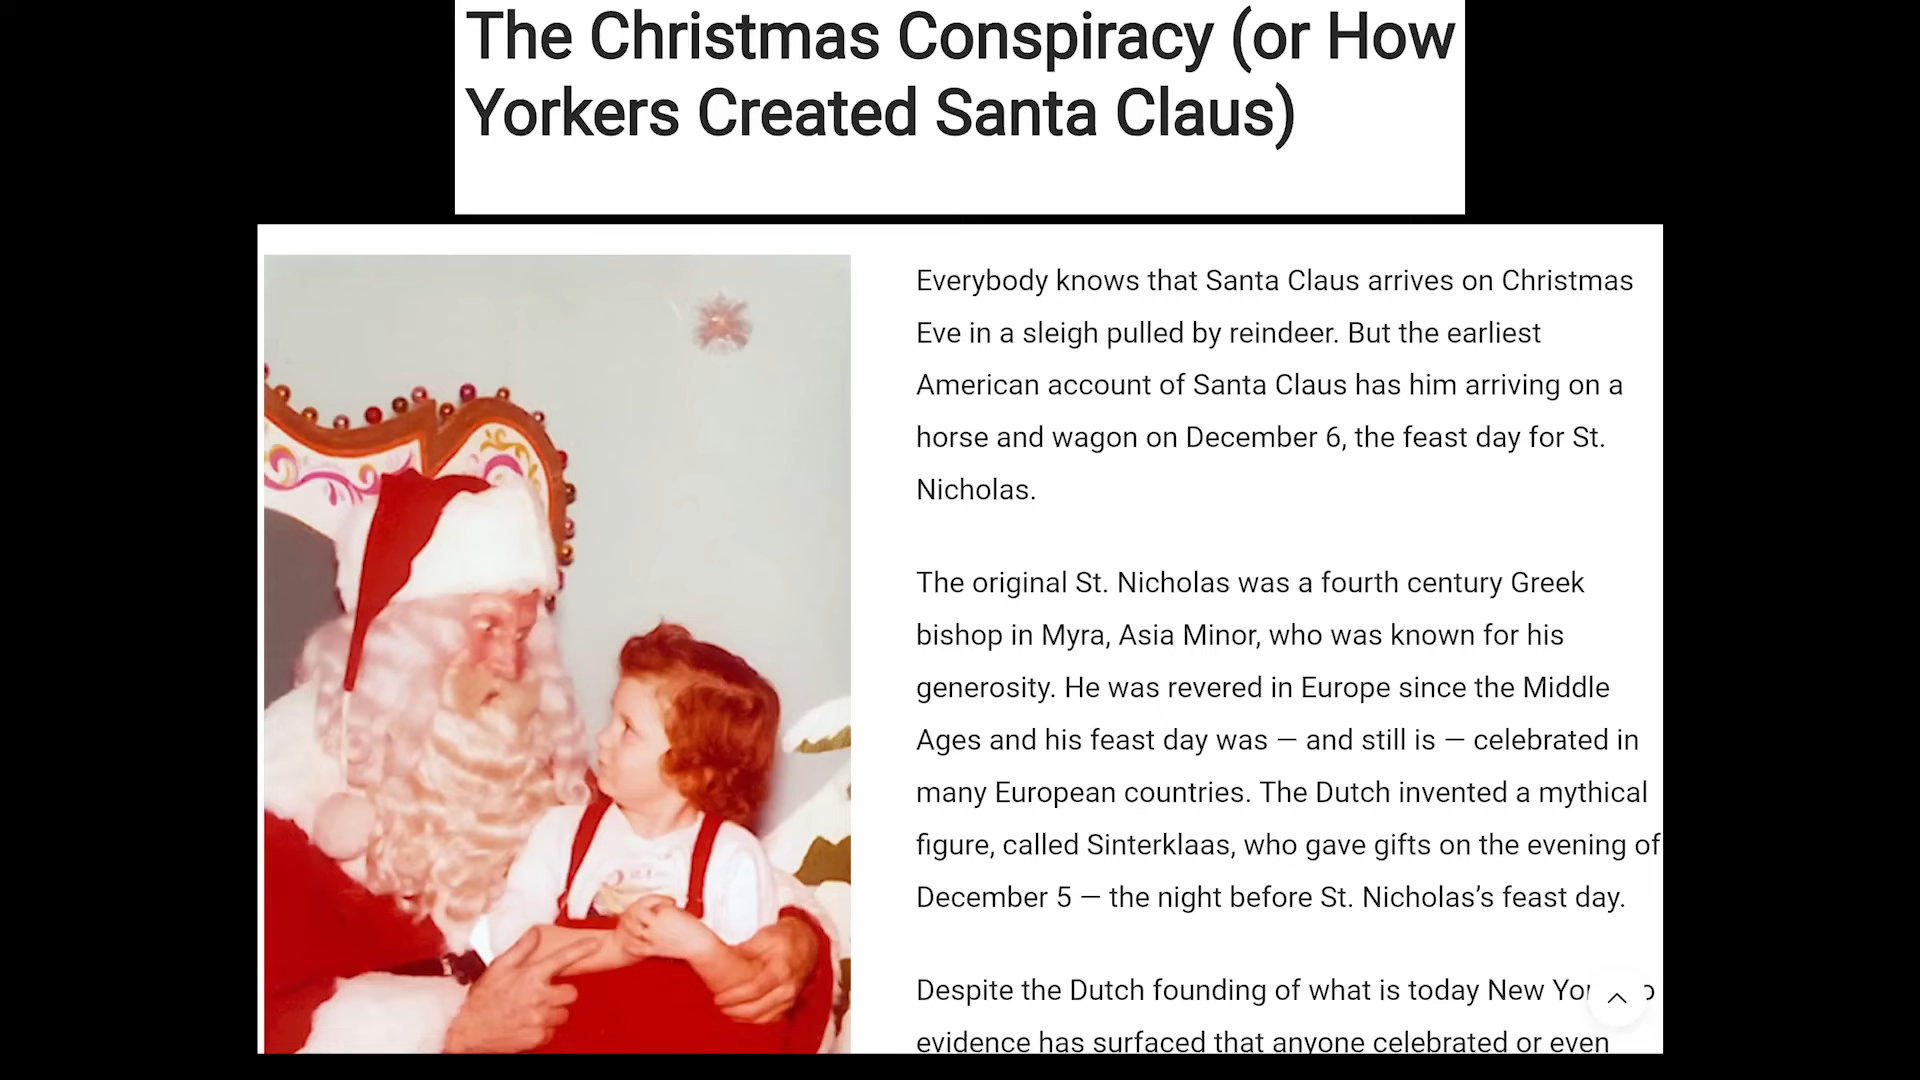 The Christmas Conspiracy (or How
Yorkers Created Santa Claus)
Everybody knows that Santa Claus arrives on Christmas
Eve in a sleigh pulled by reindeer. But the earliest
American account of Santa Claus has him arriving on a
horse and wagon on December 6, the feast day for St.
Nicholas.
The original St. Nicholas was a fourth century Greek
bishop in Myra, Asia Minor, who was known for his
generosity. He was revered in Europe since the Middle
Ages and his feast day was — and still is — celebrated in
many European countries. The Dutch invented a mythical
figure, called Sinterklaas, who gave gifts on the evening of
December 5 — the night before St. Nicholas’s feast day.
Despite the Dutch founding of what is today New
evidence has surfaced that anyone celebrated or even